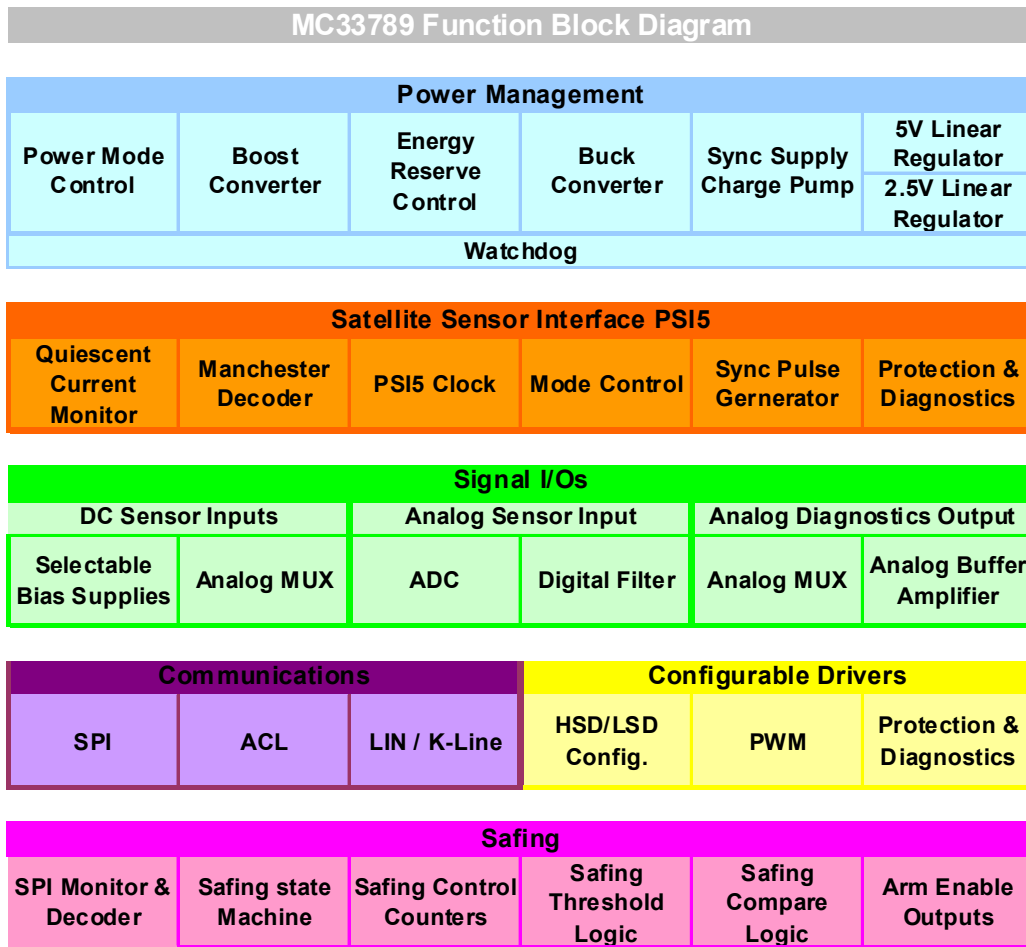 MC33789 Function Block Diagram
Power Management
Power Mode
Control
Boost
Converter
Energy
Reserve
Control
Buck
Converter
Sync Supply
Charge Pump
5V Linear
Regulator
2.5V Linear
Regulator
Watchdog
Satellite Sensor Interface PSI5
Quiescent
Current
Monitor
Manchester
Decoder
PSI5 Clock
Mode Control
Sync Pulse
Gernerator
Protection &
Diagnostics
Signal I/Os
DC Sensor Inputs
Analog Sensor Input
Analog Diagnostics Output
Selectable
Bias Supplies
Analog MUX
ADC
Digital Filter
Analog MUX
Analog Buffer
Amplifier
Communications
Configurable Drivers
SPI
ACL
LIN / K-Line
HSD/LSD
Config.
PWM
Protection &
Diagnostics
Safing
SPI Monitor &
Decoder
Safing state
Machine
Safing Control
Counters
Safing
Threshold
Logic
Safing
Compare
Logic
Arm Enable
Outputs